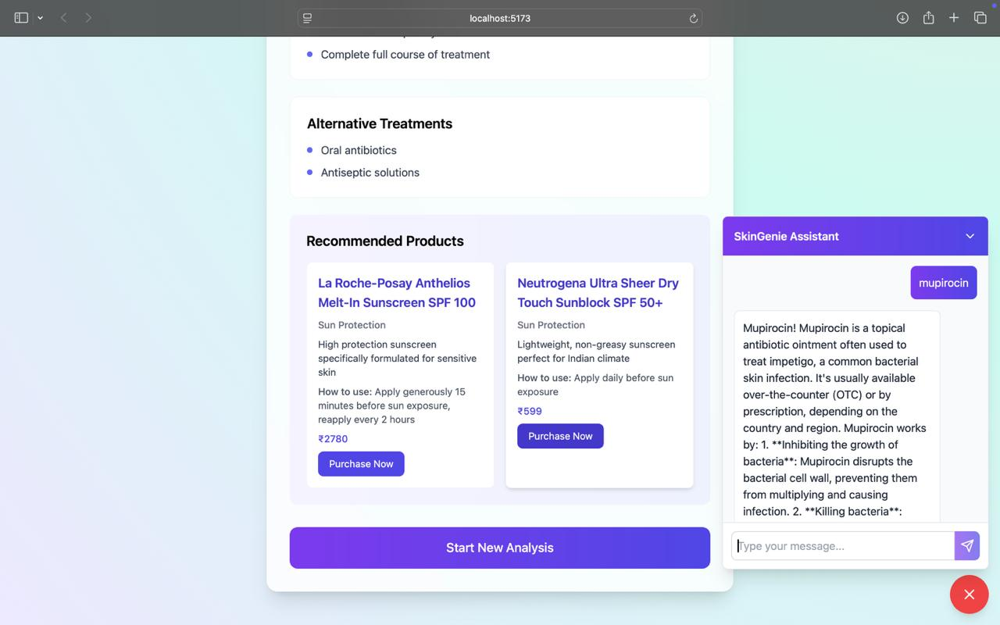 localhost:5173
Complete full course of treatment
Alternative Treatments
Oral antibiotics
Antiseptic solutions
Recommended Products
La Roche-Posay Anthelios
Melt-In Sunscreen SPF 100
Sun Protection
High protection sunscreen
specifically formulated for sensitive
skin
How to use: Apply generously 15
minutes before sun exposure,
reapply every 2 hours
₹2780
Purchase Now
Neutrogena Ultra Sheer Dry
Touch Sunblock SPF 50+
Sun Protection
Lightweight, non-greasy sunscreen
perfect for Indian climate
How to use: Apply daily before sun
exposure
₹599
Purchase Now
Start New Analysis
SkinGenie Assistant
mupirocin
Mupirocin! Mupirocin is a topical
antibiotic ointment often used to
treat impetigo, a common bacterial
skin infection. It's usually available
over-the-counter (OTC) or by
prescription, depending on the
country and region. Mupirocin works
by: 1. **Inhibiting the growth of
bacteria**: Mupirocin disrupts the
bacterial cell wall, preventing them
from multiplying and causing
infection. 2. **Killing bacteria**:
Type your message...